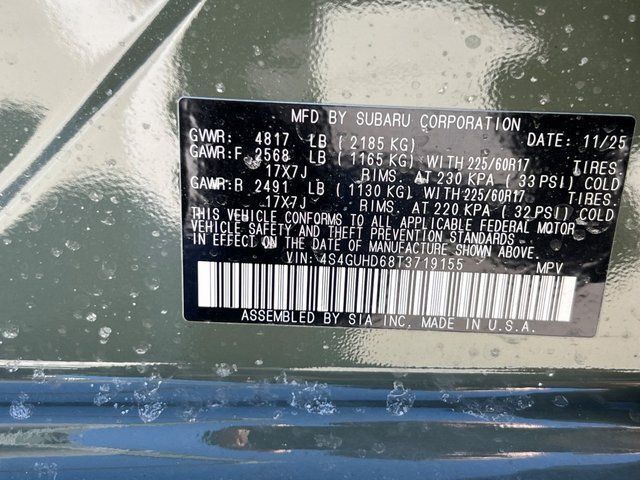 MFD BY SUBARU CORPORATION
GVWR: 4817 LB ( 2185 KG) DATE: 11/25
GAWR:F 2568 LB ( 1165 KG) WITH 225/60R17 TIRES,
17X7J RIMS, AT 230 KPA ( 33 PSI) COLD
GAWR:R 2491 LB ( 1130 KG) WITH 225/60R17 TIRES,
17X7J RIMS, AT 220 KPA ( 32 PSI) COLD
THIS VEHICLE CONFORMS TO ALL APPLICABLE FEDERAL MOTOR
VEHICLE SAFETY AND THEFT PREVENTION STANDARDS
IN EFFECT ON THE DATE OF MANUFACTURE SHOWN ABOVE.
VIN: 4S4GUHD68T3719155 MPV
ASSEMBLED BY SIA INC, MADE IN U.S.A.